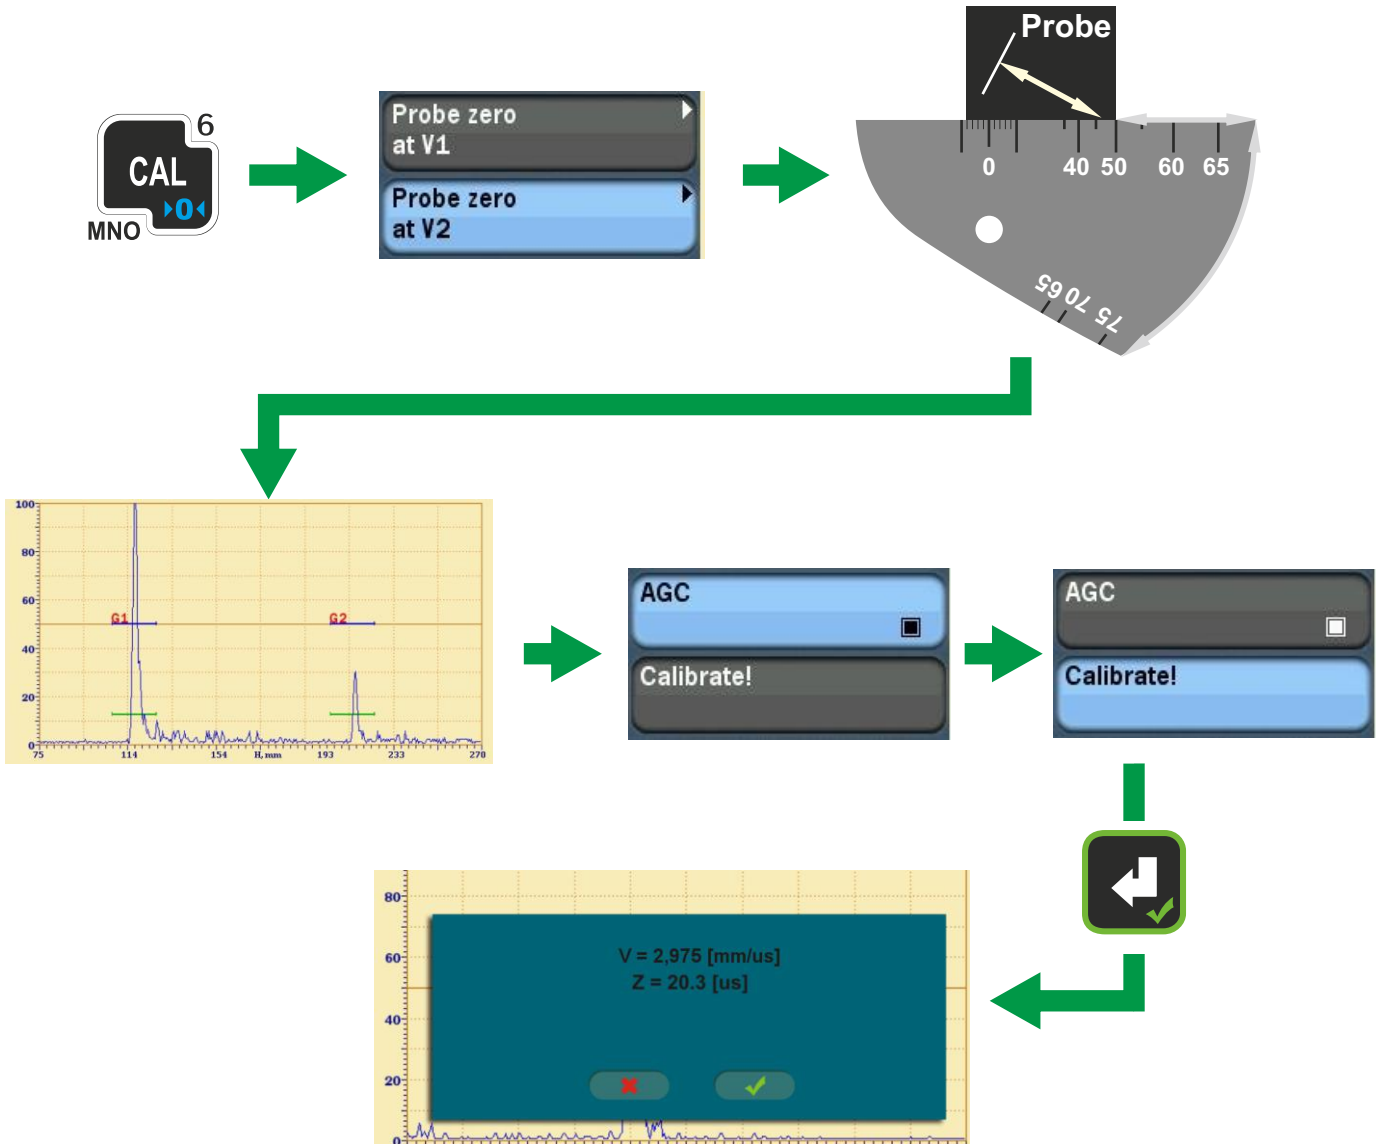 6
CAL
0
MNO
Probe zero
at V1
Probe zero
at V2
Probe
0 40 50 60 65
65 70 75
100
80
60
40
20
0
G1 G2
75 114 154 H, mm 193 233 270
AGC
Calibrate!
AGC
Calibrate!
80
60
40
20
0
V = 2,975 [mm/us]
Z = 20.3 [us]